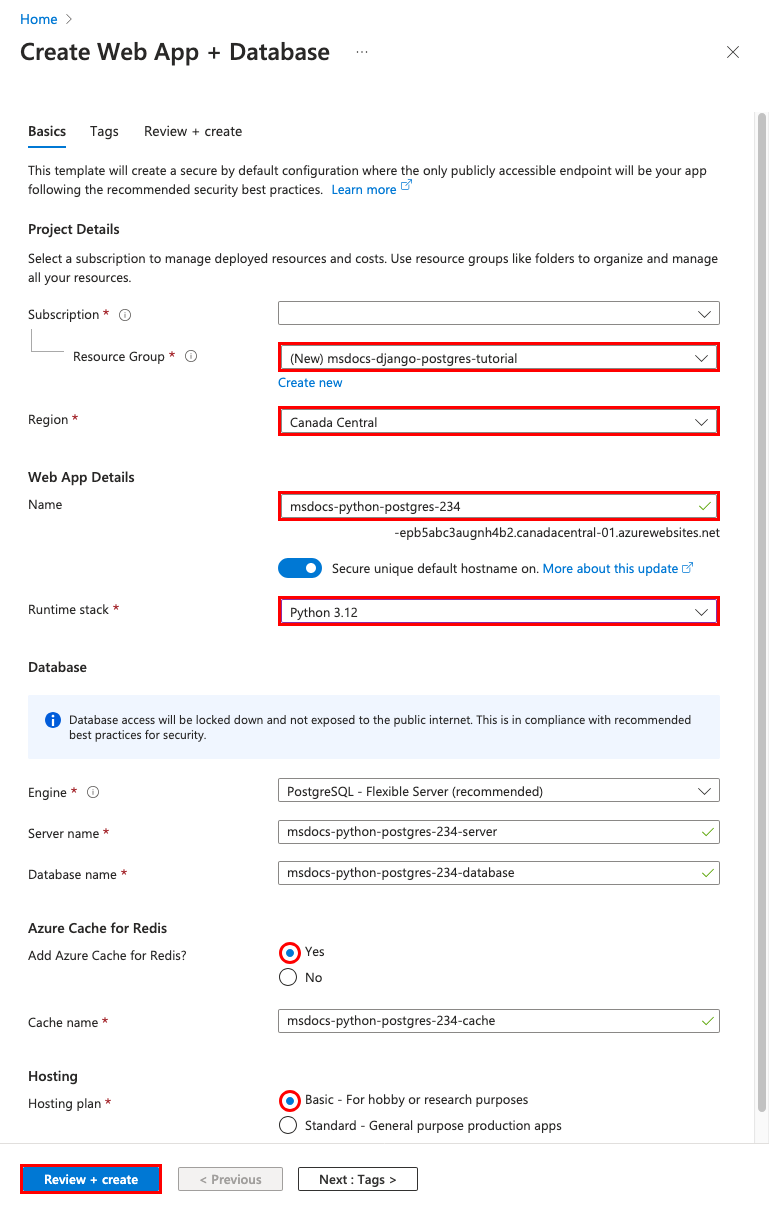 Home >
Create Web App + Database ...
Basics Tags Review + create
This template will create a secure by default configuration where the only publicly accessible endpoint will be your app
following the recommended security best practices. Learn more
Project Details
Select a subscription to manage deployed resources and costs. Use resource groups like folders to organize and manage
all your resources.
Subscription *
Resource Group * (New) msdocs-django-postgres-tutorial
Create new
Region * Canada Central
Web App Details
Name msdocs-python-postgres-234
-epb5abc3augnh4b2.canadacentral-01.azurewebsites.net
Secure unique default hostname on. More about this update
Runtime stack * Python 3.12
Database
Database access will be locked down and not exposed to the public internet. This is in compliance with recommended
best practices for security.
Engine * PostgreSQL - Flexible Server (recommended)
Server name * msdocs-python-postgres-234-server
Database name * msdocs-python-postgres-234-database
Azure Cache for Redis
Add Azure Cache for Redis? Yes
No
Cache name * msdocs-python-postgres-234-cache
Hosting
Hosting plan * Basic - For hobby or research purposes
Standard - General purpose production apps
Review + create < Previous Next : Tags >